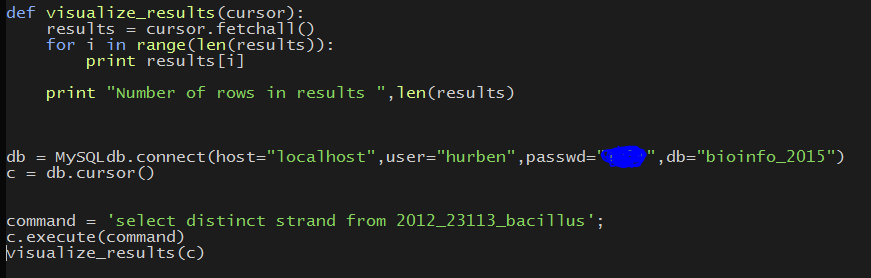 def visualize_results(cursor):
    results = cursor.fetchall()
    for i in range(len(results)):
        print results[i]
    print "Number of rows in results ",len(results)
db = MySQLdb.connect(host="localhost",user="hurben",passwd="",db="bioinfo_2015")
c = db.cursor()
command = 'select distinct strand from 2012_23113_bacillus';
c.execute(command)
visualize_results(c)